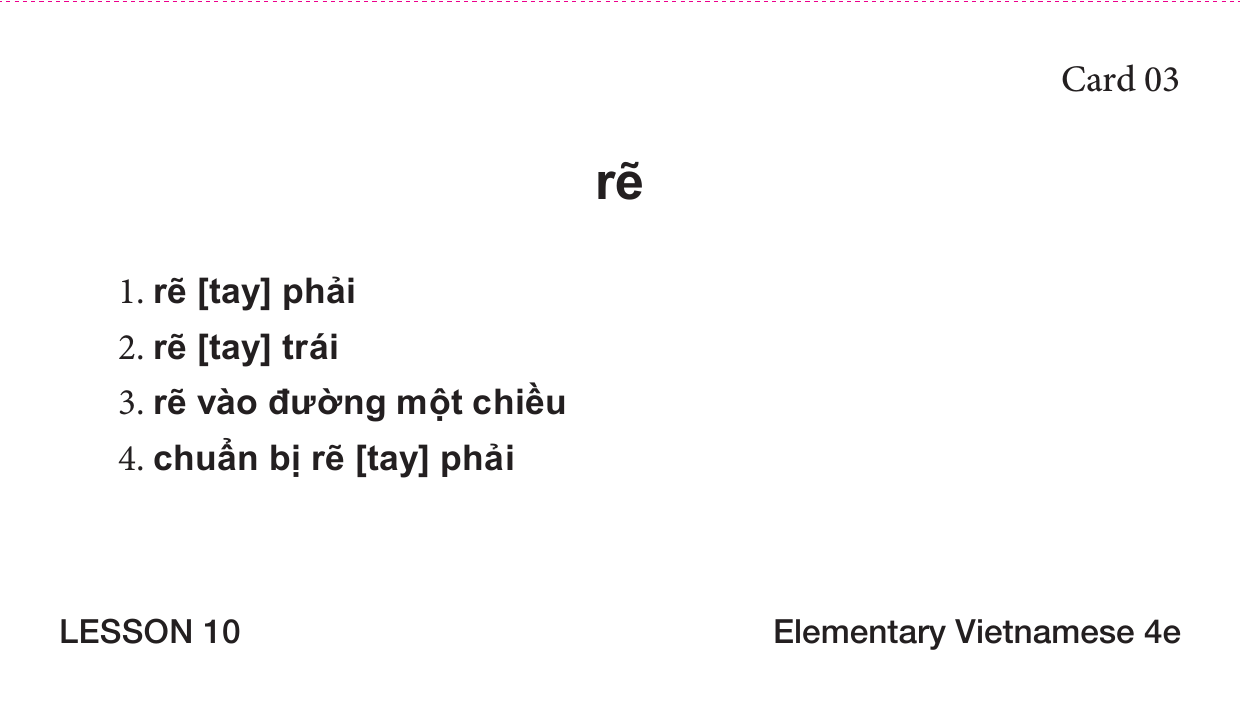 Card 03
rẽ
1. rẽ [tay] phải
2. rẽ [tay] trái
3. rẽ vào đường một chiều
4. chuẩn bị rẽ [tay] phải
LESSON 10
Elementary Vietnamese 4e